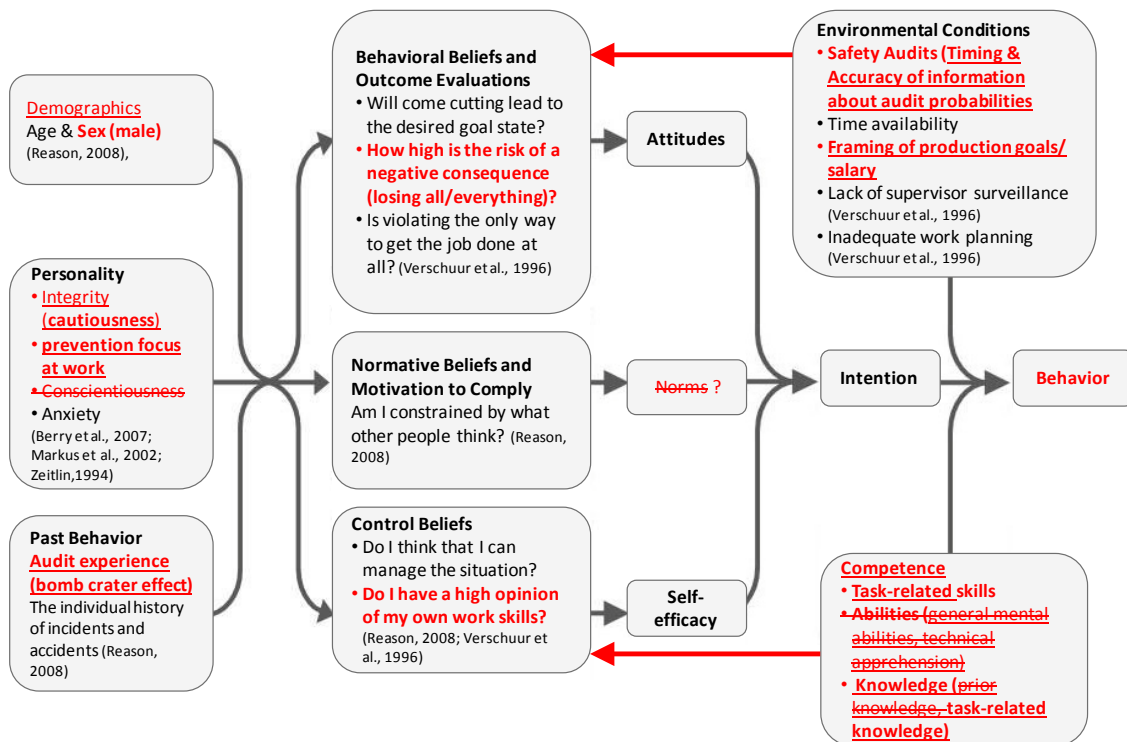 Demographics
Age & Sex (male)
(Reason, 2008),
Personality
• Integrity
(cautiousness)
• prevention focus
at work
• Conscientiousness
• Anxiety
(Berry et al., 2007;
Markus et al., 2002;
Zeitlin,1994)
Past Behavior
Audit experience
(bomb crater effect)
The individual history
of incidents and
accidents (Reason,
2008)
Behavioral Beliefs and
Outcome Evaluations
• Will come cutting lead to
the desired goal state?
• How high is the risk of a
negative consequence
(losing all/everything)?
• Is violating the only way
to get the job done at
all? (Verschuur et al., 1996)
Normative Beliefs and
Motivation to Comply
Am I constrained by what
other people think? (Reason,
2008)
Control Beliefs
• Do I think that I can
manage the situation?
• Do I have a high opinion
of my own work skills?
(Reason, 2008; Verschuur et
al., 1996)
Attitudes
Norms ?
Self-
efficacy
Intention
Behavior
Environmental Conditions
• Safety Audits (Timing &
Accuracy of information
about audit probabilities
• Time availability
• Framing of production goals/
salary
• Lack of supervisor surveillance
(Verschuur et al., 1996)
• Inadequate work planning
(Verschuur et al., 1996)
Competence
• Task-related skills
• Abilities (general mental
abilities, technical
apprehension)
• Knowledge (prior
knowledge, task-related
knowledge)